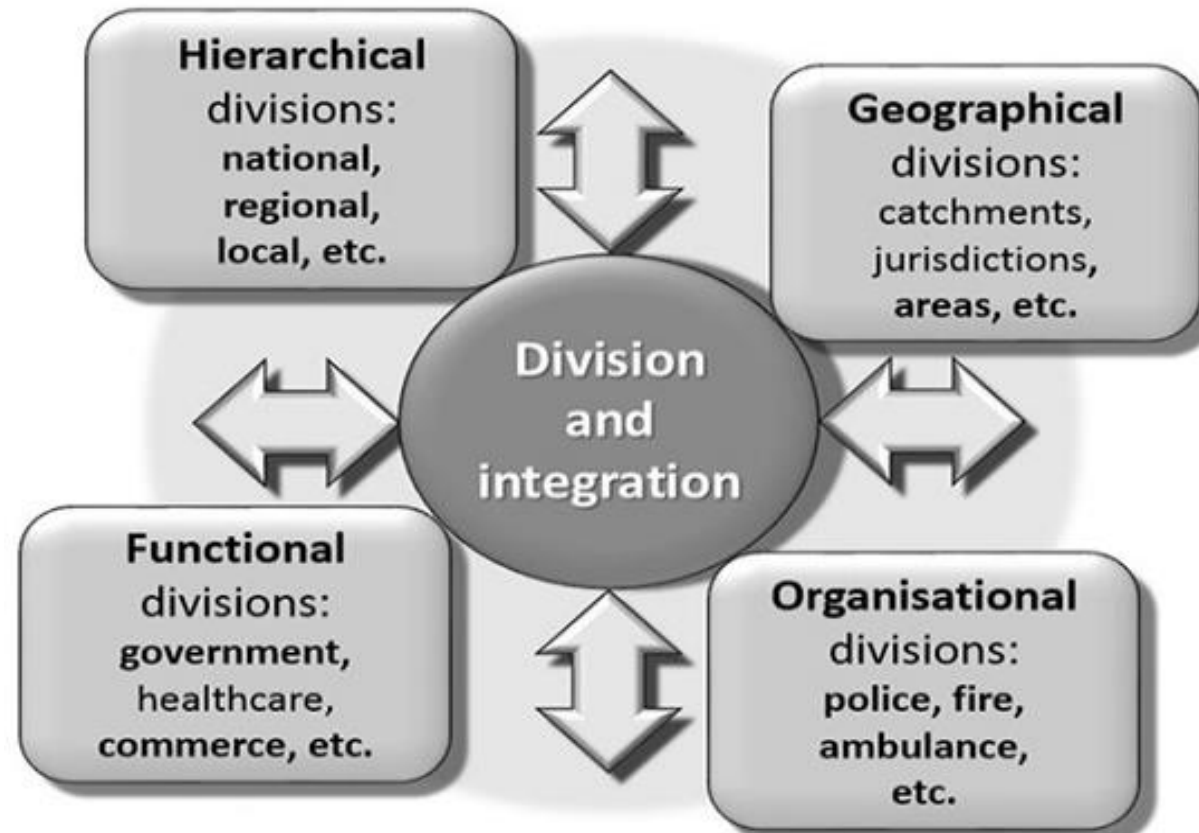 Hierarchical
divisions:
national,
regional,
local, etc.
Geographical
divisions:
catchments,
jurisdictions,
areas, etc.
Division
and
integration
Functional
divisions:
government,
healthcare,
commerce, etc.
Organisational
divisions:
police, fire,
ambulance,
etc.